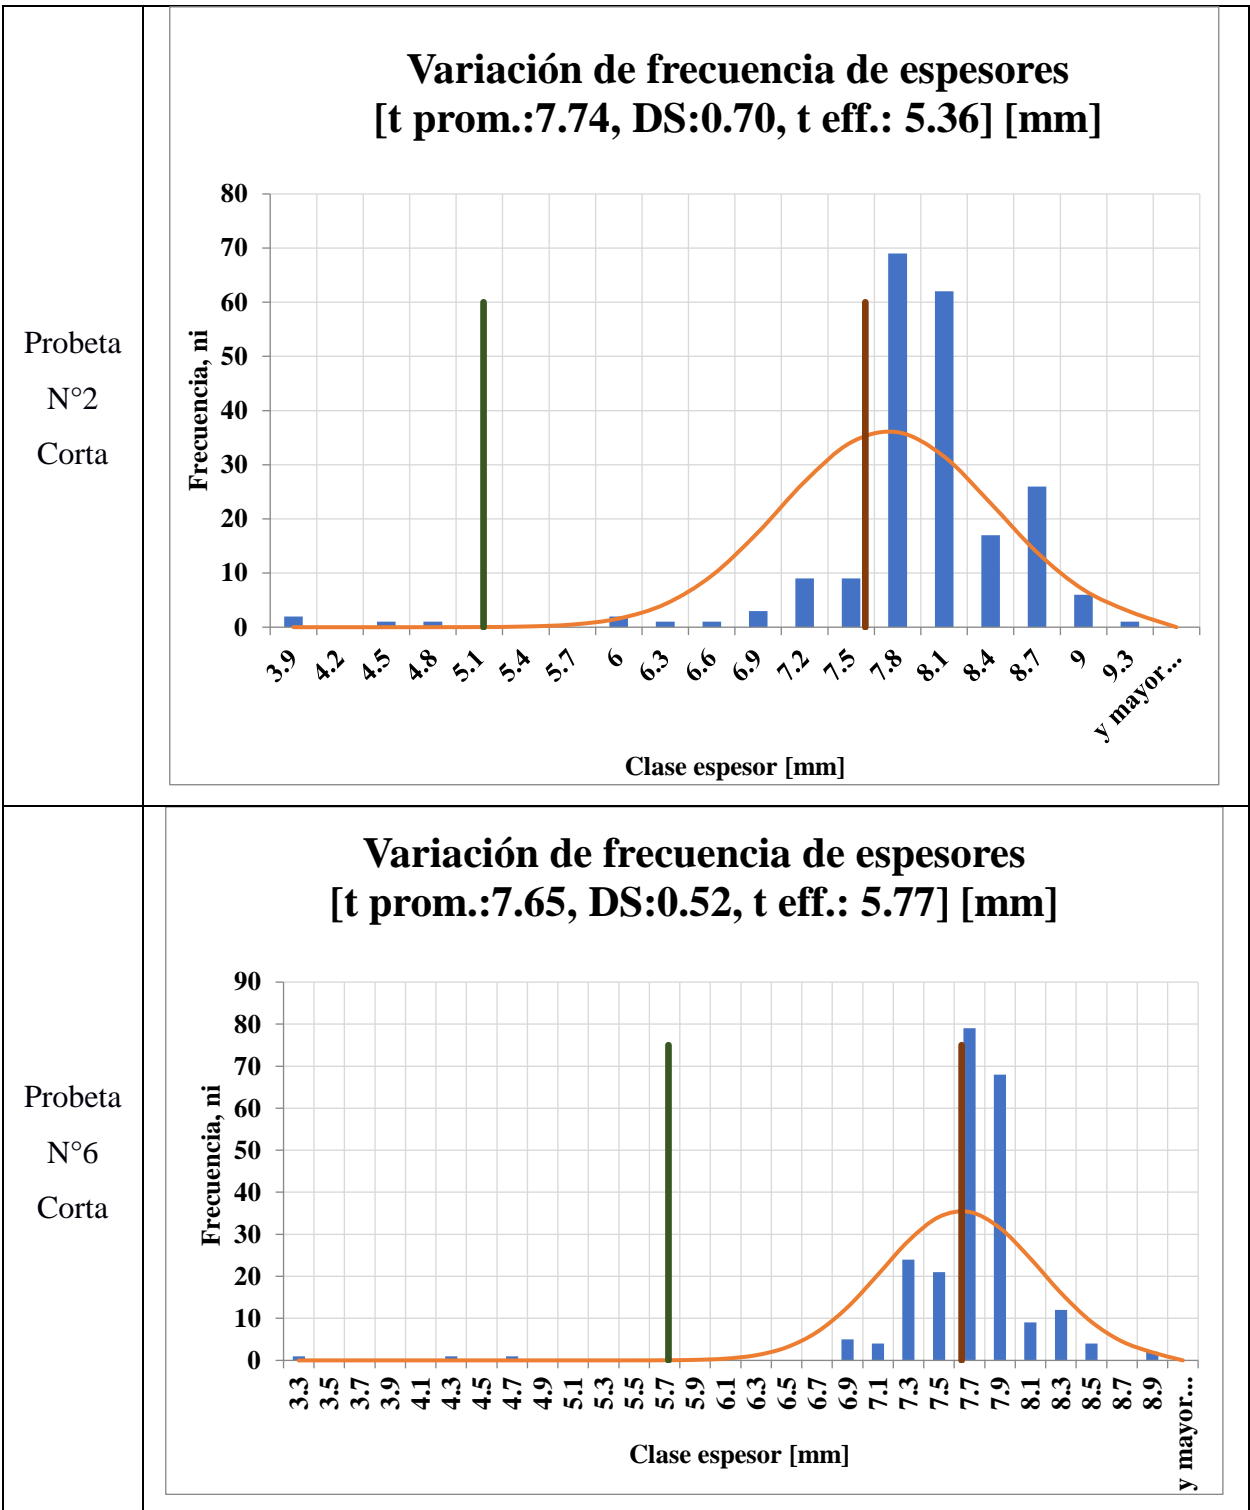 Probeta
N°2
Corta
Variación de frecuencia de espesores
[t prom.:7.74, DS:0.70, t eff.: 5.36] [mm]
Frecuencia, ni
80
70
60
50
40
30
20
10
0
3.9 4.2 4.5 4.8 5.1 5.4 5.7 6 6.3 6.6 6.9 7.2 7.5 7.8 8.1 8.4 8.7 9 9.3 y mayor...
Clase espesor [mm]
Probeta
N°6
Corta
Variación de frecuencia de espesores
[t prom.:7.65, DS:0.52, t eff.: 5.77] [mm]
Frecuencia, ni
90
80
70
60
50
40
30
20
10
0
3.3 3.5 3.7 3.9 4.1 4.3 4.5 4.7 4.9 5.1 5.3 5.5 5.7 5.9 6.1 6.3 6.5 6.7 6.9 7.1 7.3 7.5 7.7 7.9 8.1 8.3 8.5 8.7 8.9 y mayor...
Clase espesor [mm]